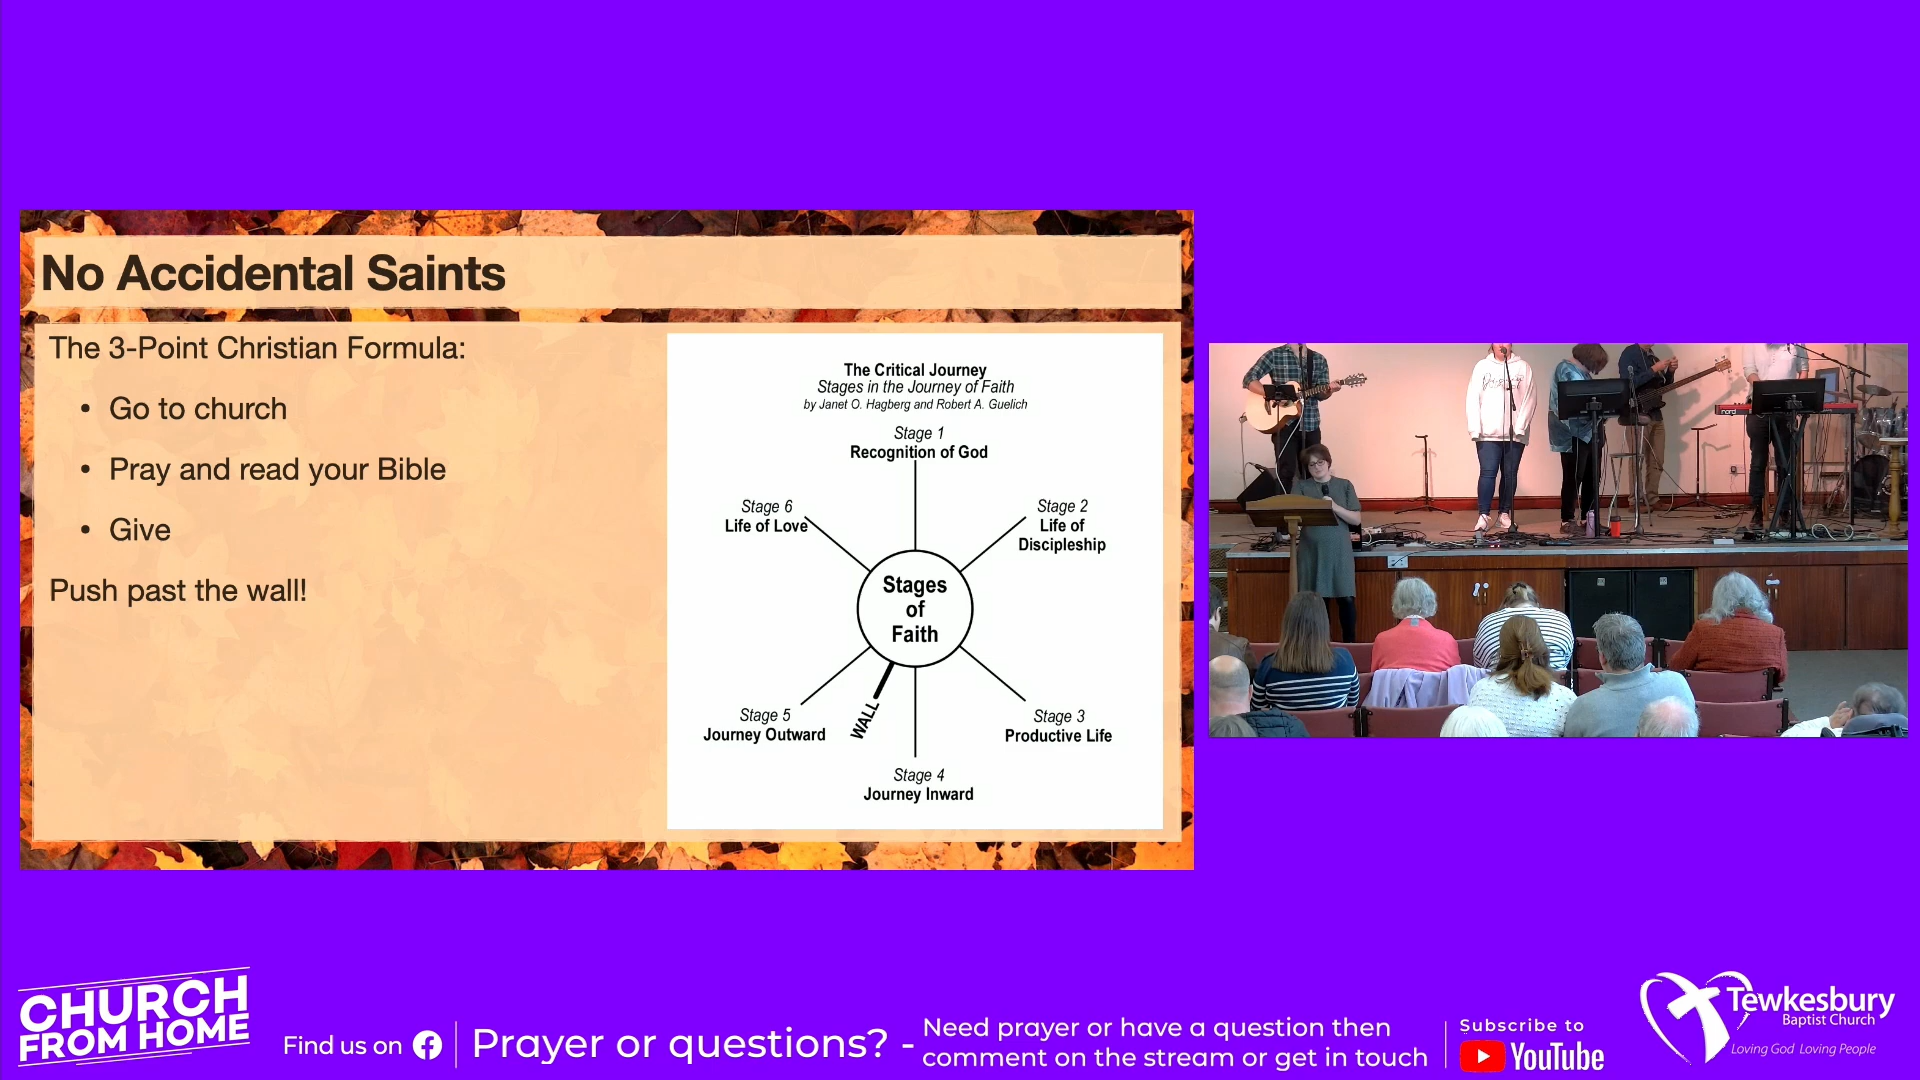 No Accidental Saints
The 3-Point Christian Formula:
• Go to church
• Pray and read your Bible
• Give
Push past the wall!
The Critical Journey
Stages in the Journey of Faith
by Janet O. Hagberg and Robert A. Guelich
Stage 1
Recognition of God
Stage 2
Life of
Discipleship
Stage 3
Productive Life
Stage 4
Journey Inward
WALL
Stage 5
Journey Outward
Stage 6
Life of Love
Stages
of
Faith
nord
CHURCH
FROM HOME
Find us on
Prayer or questions? -
Need prayer or have a question then
comment on the stream or get in touch
Subscribe to
YouTube
Tewkesbury
Baptist Church
Loving God Loving People